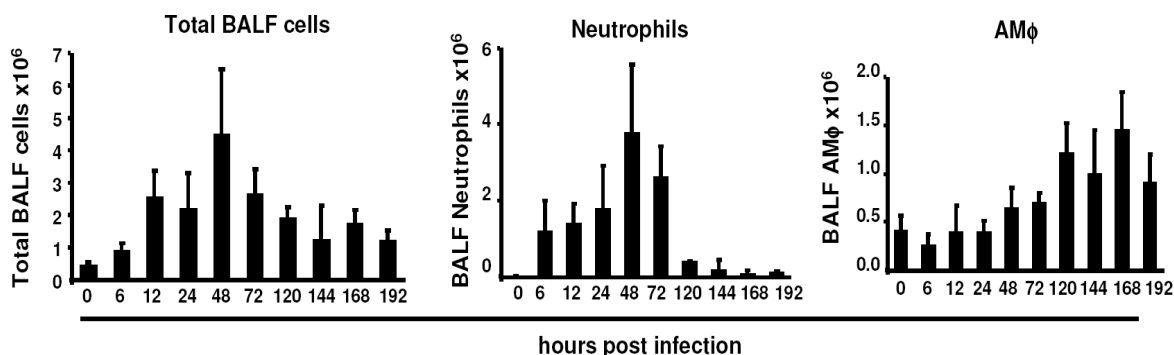 Total BALF cells
Total BALF cells x10⁶
7
6
5
4
3
2
1
0
0 6 12 24 48 72 120 144 168 192
Neutrophils
BALF Neutrophils x10⁶
6
4
2
0
0 6 12 24 48 72 120 144 168 192
AMϕ
BALF AMϕ x10⁶
2.0
1.5
1.0
0.5
0.0
0 6 12 24 48 72 120 144 168 192
hours post infection